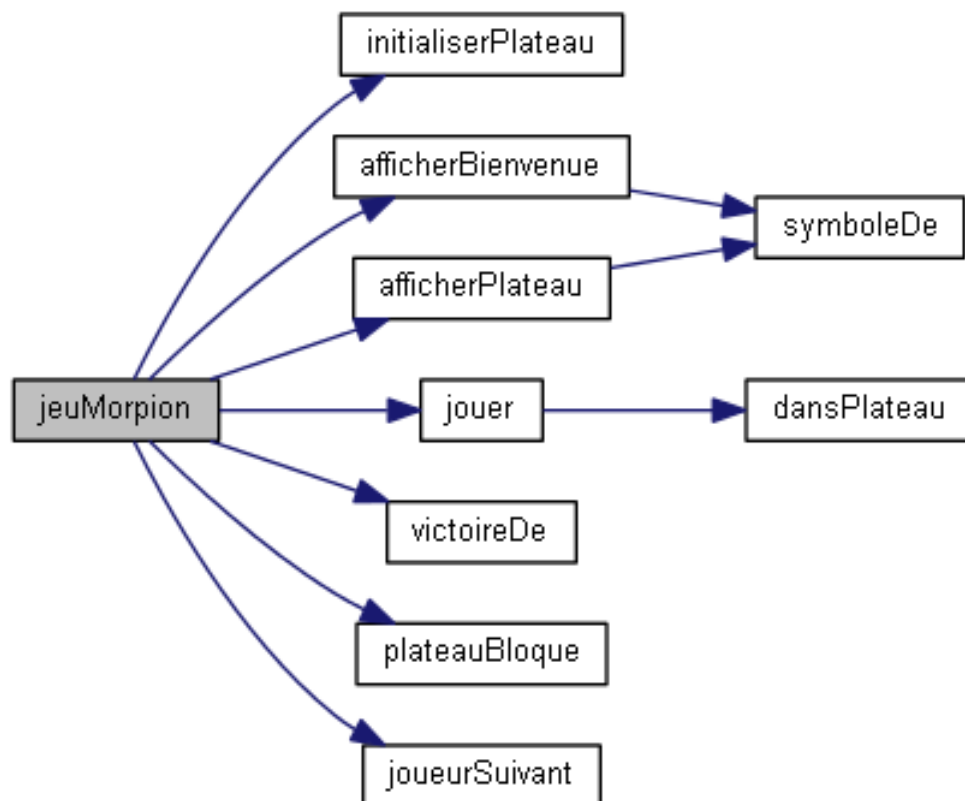 initialiserPlateau
afficherBienvenue
symboleDe
afficherPlateau
jeuMorpion
jouer
dansPlateau
victoireDe
plateauBloque
joueurSuivant